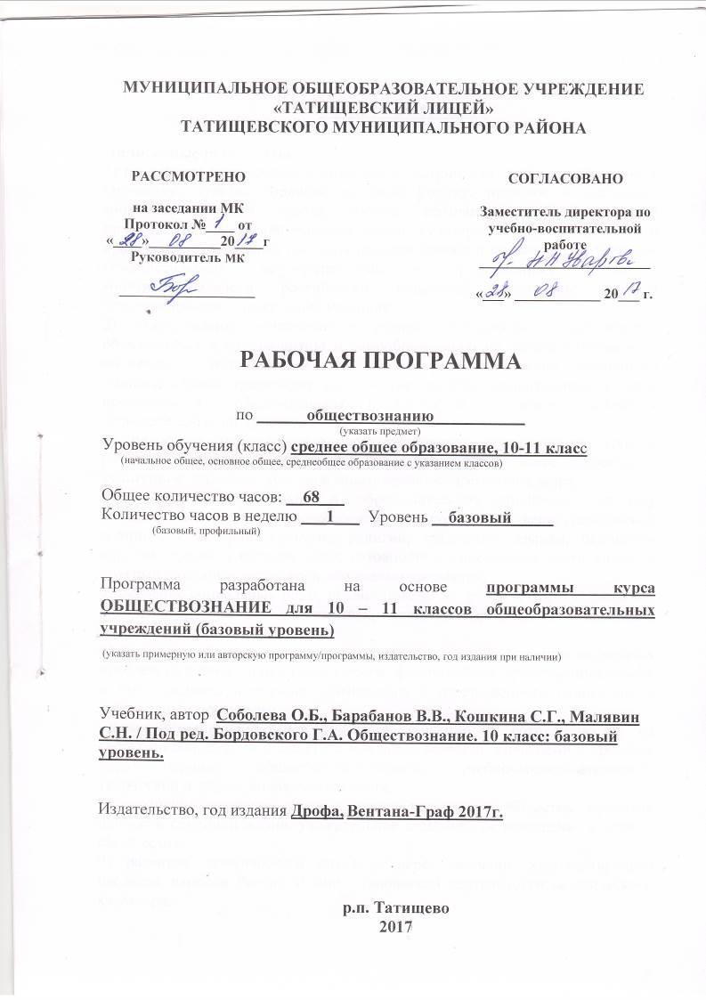 МУНИЦИПАЛЬНОЕ ОБЩЕОБРАЗОВАТЕЛЬНОЕ УЧРЕЖДЕНИЕ
«ТАТИЩЕВСКИЙ ЛИЦЕЙ»
ТАТИЩЕВСКОГО МУНИЦИПАЛЬНОГО РАЙОНА
РАССМОТРЕНО
на заседании МК
Протокол № 1 от
«28» 08 2017г
Руководитель МК
СОГЛАСОВАНО
Заместитель директора по
учебно-воспитательной
работе
«28» 08 2017 г.
РАБОЧАЯ ПРОГРАММА
по обществознанию
(указать предмет)
Уровень обучения (класс) среднее общее образование, 10-11 класс
(начальное общее, основное общее, среднеобщее образование с указанием классов)
Общее количество часов: 68
Количество часов в неделю 1 Уровень базовый
(базовый, профильный)
Программа разработана на основе программы курса
ОБЩЕСТВОЗНАНИЕ для 10 – 11 классов общеобразовательных
учреждений (базовый уровень)
(указать примерную или авторскую программу/программы, издательство, год издания при наличии)
Учебник, автор Соболева О.Б., Барабанов В.В., Кошкина С.Г., Малявин
С.Н. / Под ред. Бордовского Г.А. Обществознание. 10 класс: базовый
уровень.
Издательство, год издания Дрофа, Вентана-Граф 2017г.
р.п. Татищево
2017